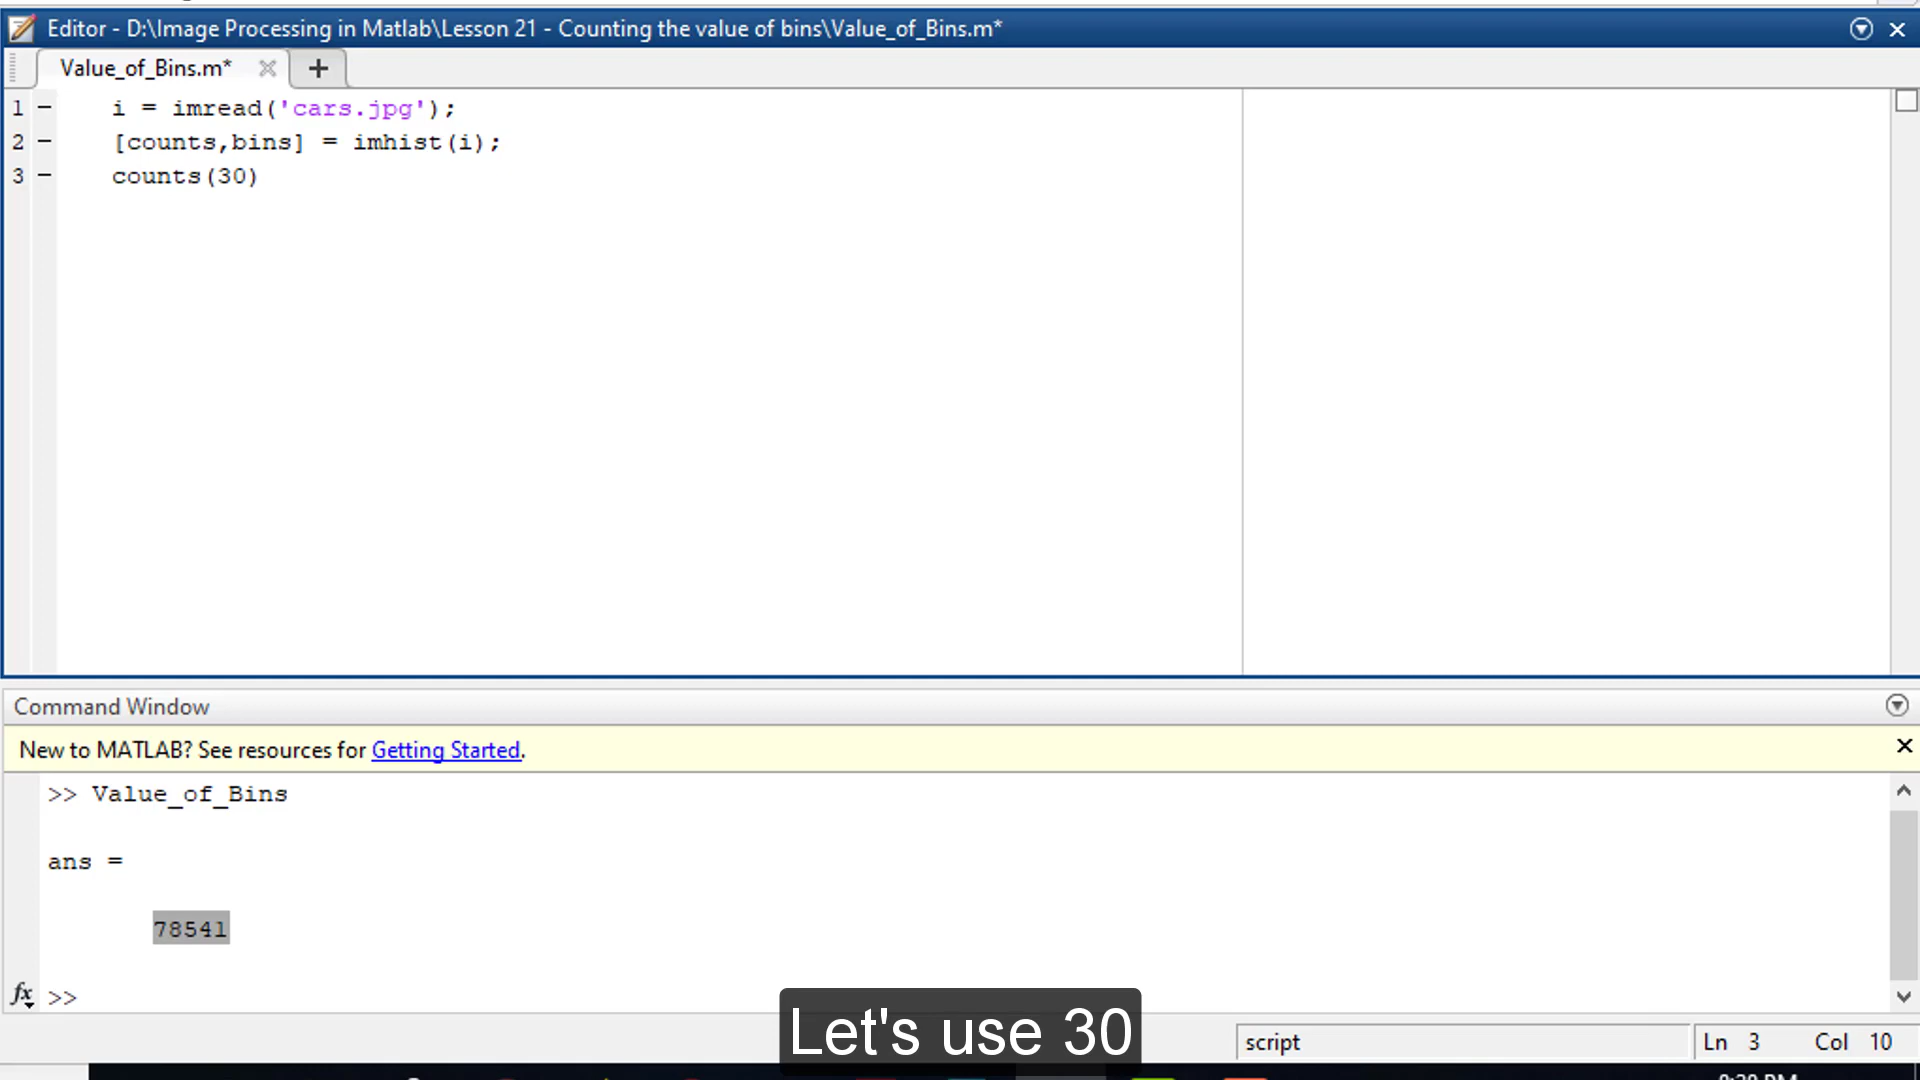 Editor - D:\Image Processing in Matlab\Lesson 21 - Counting the value of bins\Value_of_Bins.m*
Value_of_Bins.m*
1 i = imread('cars.jpg');
2 [counts,bins] = imhist(i);
3 counts(30)
Command Window
New to MATLAB? See resources for Getting Started.
>> Value_of_Bins
ans =
78541
fx >>
Let's use 30
script Ln 3 Col 10